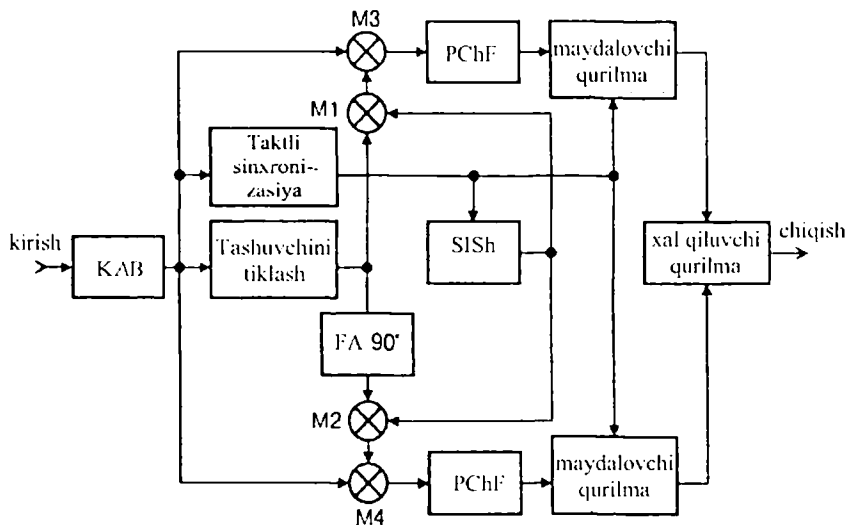 M3
PChF
maydalovchi
qurilma
M1
Taktli
sinxroni-
zasiya
kirish
KAB
Tashuvchini
tiklash
SISh
xal qiluvchi
qurilma
chiqish
FA 90°
M2
M4
PChF
maydalovchi
qurilma